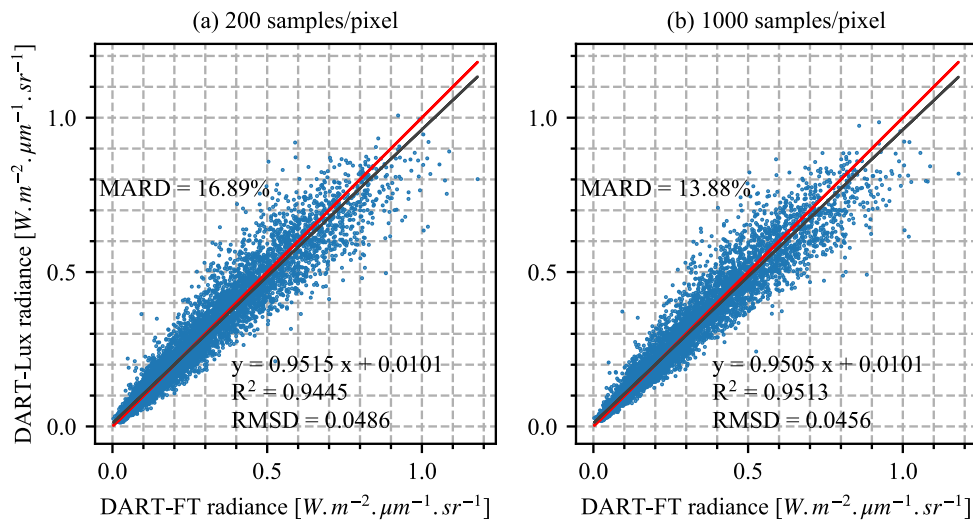 (a) 200 samples/pixel
DART-Lux radiance [W.m⁻².μm⁻¹.sr⁻¹]
1.0
0.5
0.0
MARD = 16.89%
y = 0.9515 x + 0.0101
R² = 0.9445
RMSD = 0.0486
0.0 0.5 1.0
DART-FT radiance [W.m⁻².μm⁻¹.sr⁻¹]
(b) 1000 samples/pixel
1.0
0.5
0.0
MARD = 13.88%
y = 0.9505 x + 0.0101
R² = 0.9513
RMSD = 0.0456
0.0 0.5 1.0
DART-FT radiance [W.m⁻².μm⁻¹.sr⁻¹]